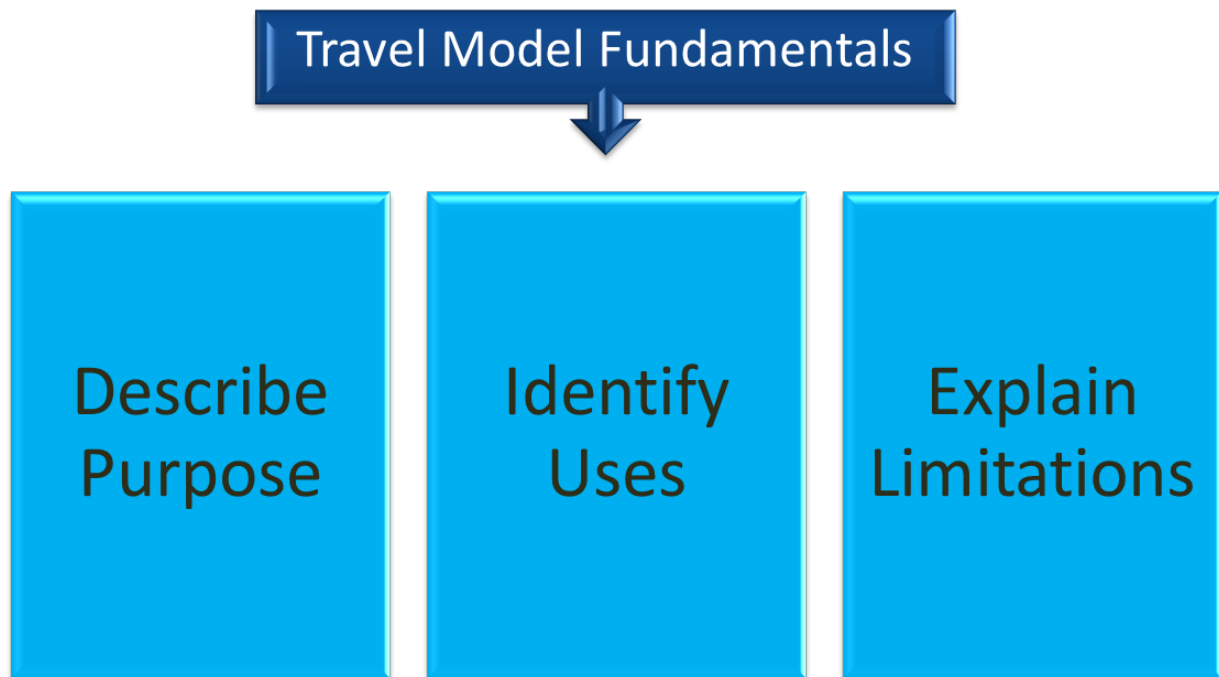 Travel Model Fundamentals
Describe
Purpose
Identify
Uses
Explain
Limitations